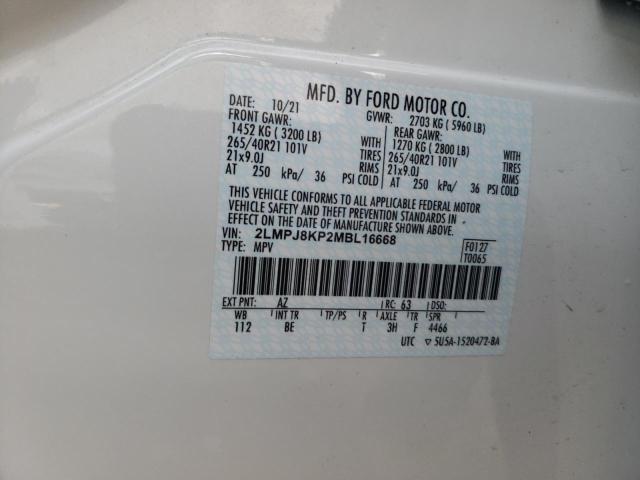 MFD. BY FORD MOTOR CO.
DATE: 10/21 GVWR: 2703 KG ( 5960 LB)
FRONT GAWR: REAR GAWR:
1452 KG ( 3200 LB) WITH 1270 KG ( 2800 LB) WITH
265/40R21 101V TIRES 265/40R21 101V TIRES
21x9.0J RIMS 21x9.0J RIMS
AT 250 kPa/ 36 PSI COLD AT 250 kPa/ 36 PSI COLD
THIS VEHICLE CONFORMS TO ALL APPLICABLE FEDERAL MOTOR
VEHICLE SAFETY AND THEFT PREVENTION STANDARDS IN
EFFECT ON THE DATE OF MANUFACTURE SHOWN ABOVE.
VIN: 2LMPJ8KP2MBL16668 F0127
TYPE: MPV T0065
EXT PNT: AZ RC: 63 DSO:
WB INT TR TP/PS R AXLE TR SPR
112 BE T 3H F 4466
UTC ▽ 5U5A-1520472-BA